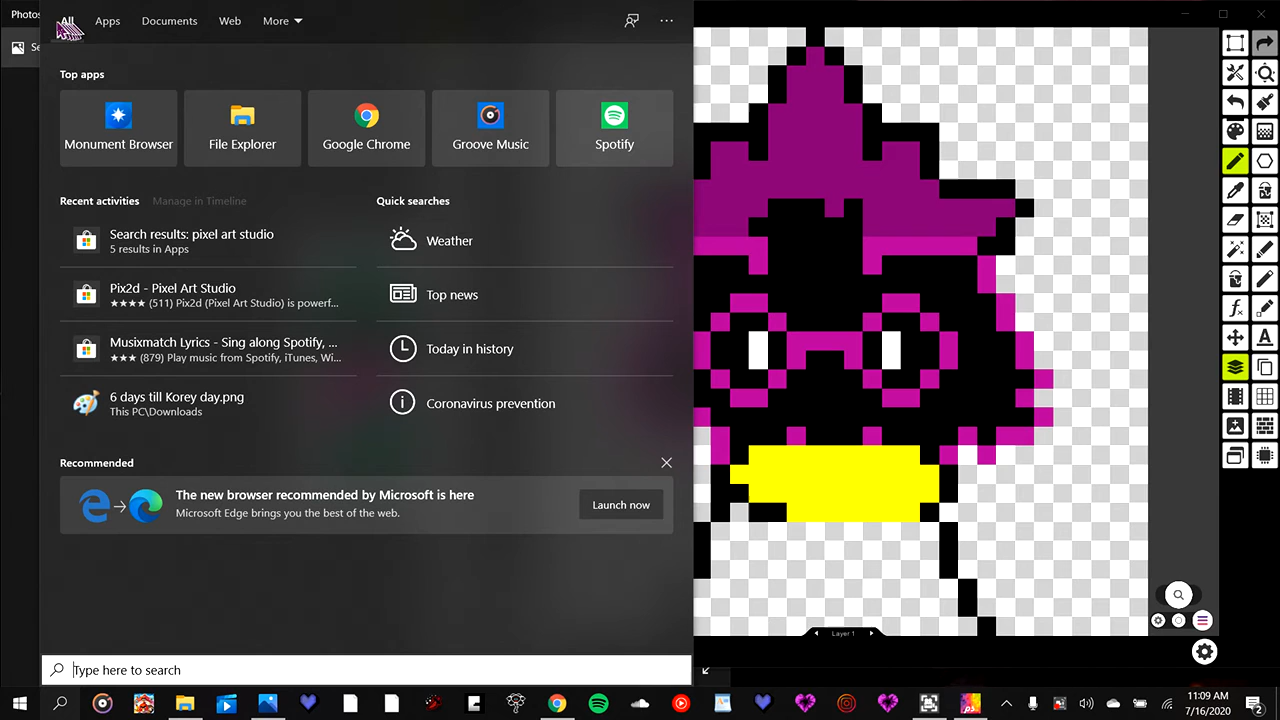 Photos
All Apps Documents Web More
Se
Top apps
Monument Browser File Explorer Google Chrome Groove Music Spotify
Recent activities Manage in Timeline Quick searches
Search results: pixel art studio
5 results in Apps
Weather
Pix2d - Pixel Art Studio
★★★★ (511) Pix2d (Pixel Art Studio) is powerf...
Top news
Musixmatch Lyrics - Sing along Spotify, ...
★★★ (879) Play music from Spotify, iTunes, Wi...
Today in history
6 days till Korey day.png
This PC\Downloads
Coronavirus prevention
Recommended
The new browser recommended by Microsoft is here
Microsoft Edge brings you the best of the web.
Launch now
Layer 1
Type here to search
11:09 AM
7/16/2020
2